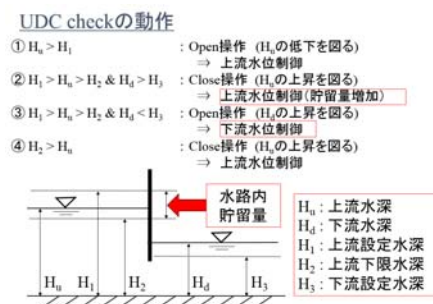 UDC checkの動作
① Hu > H1 : Open操作 (Huの低下を図る)
⇒ 上流水位制御
② H1 > Hu > H2 & Hd > H3 : Close操作 (Huの上昇を図る)
⇒ 上流水位制御(貯留量増加)
③ H1 > Hu > H2 & Hd < H3 : Open操作 (Hdの上昇を図る)
⇒ 下流水位制御
④ H2 > Hu : Close操作 (Huの上昇を図る)
⇒ 上流水位制御
水路内
貯留量
Hu H1 H2 Hd H3
Hu : 上流水深
Hd : 下流水深
H1 : 上流設定水深
H2 : 上流下限水深
H3 : 下流設定水深